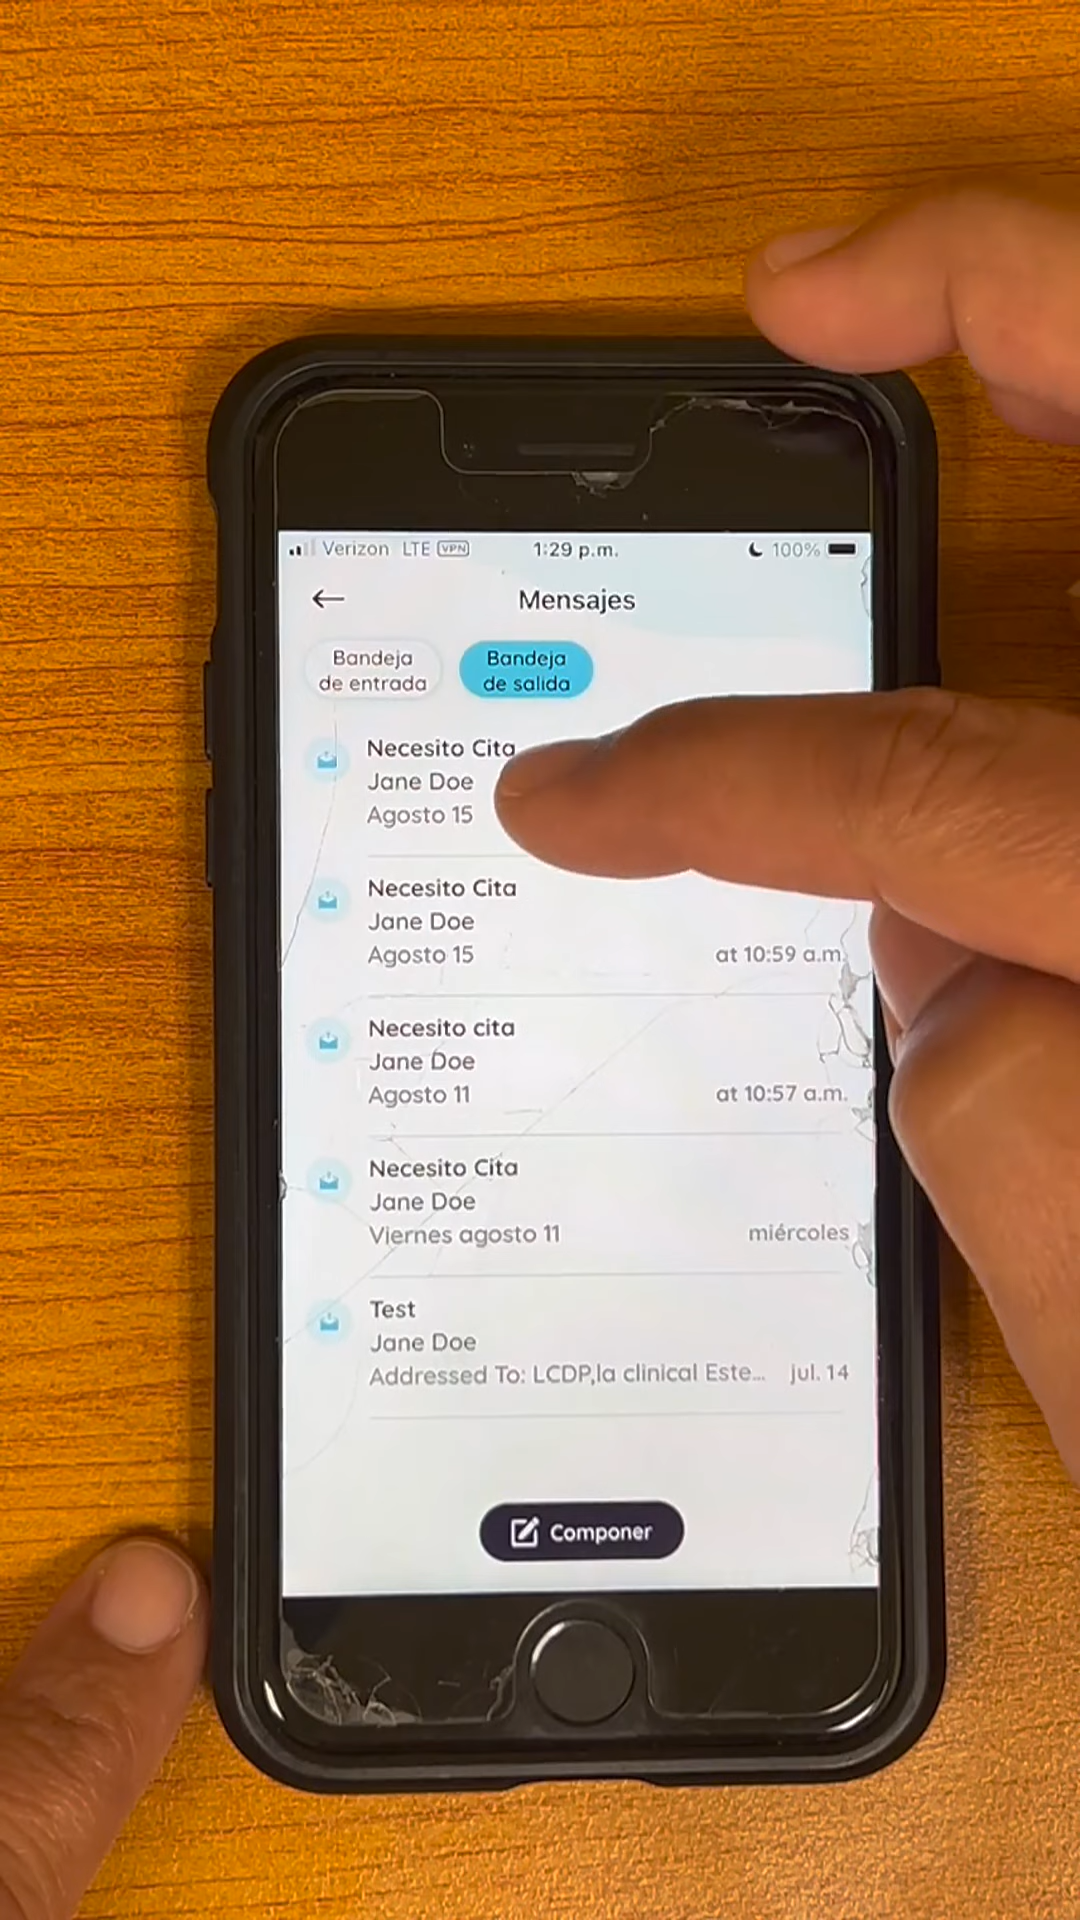 Verizon LTE VPN 1:29 p.m. 100%
Mensajes
Bandeja
de entrada
Bandeja
de salida
Necesito Cita
Jane Doe
Agosto 15
Necesito Cita
Jane Doe
Agosto 15 at 10:59 a.m.
Necesito cita
Jane Doe
Agosto 11 at 10:57 a.m.
Necesito Cita
Jane Doe
Viernes agosto 11 miércoles
Test
Jane Doe
Addressed To: LCDP,la clinical Este... jul. 14
Componer